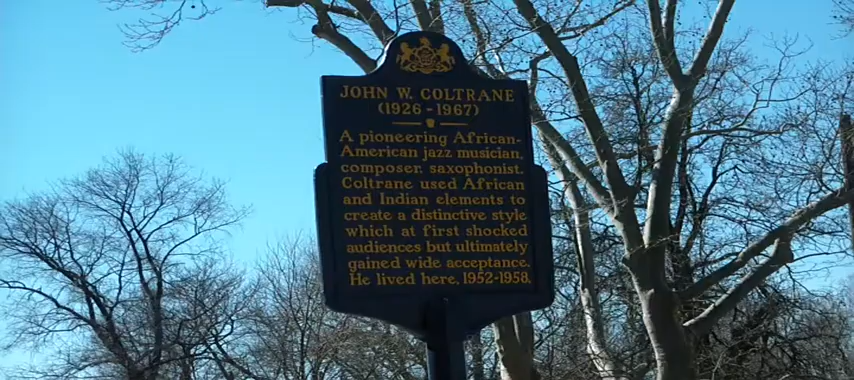 JOHN W. COLTRANE
(1926 - 1967)
A pioneering African-
American jazz musician,
composer, saxophonist.
Coltrane used African
and Indian elements to
create a distinctive style
which at first shocked
audiences but ultimately
gained wide acceptance.
He lived here, 1952-1958.